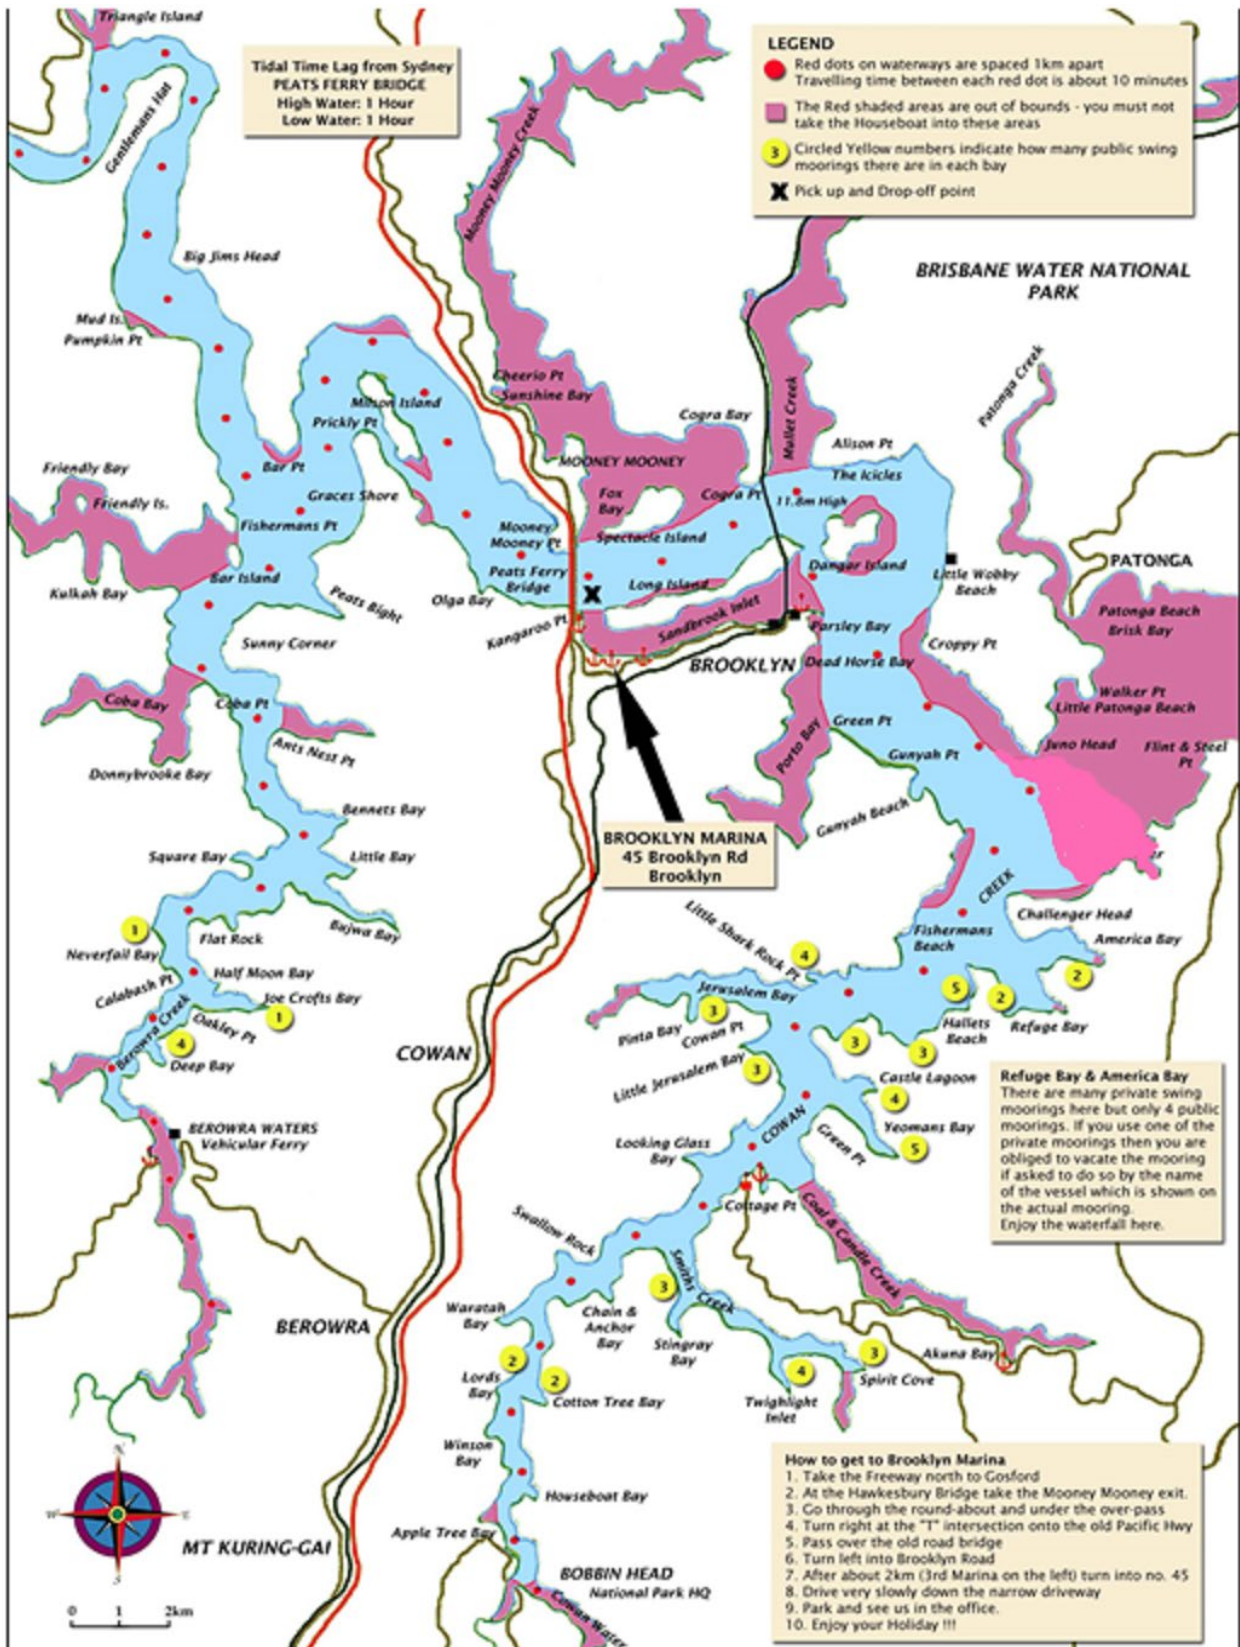 Triangle Island
Gentlemans Hat
Tidal Time Lag from Sydney
PEATS FERRY BRIDGE
High Water: 1 Hour
Low Water: 1 Hour
LEGEND
Red dots on waterways are spaced 1km apart
Travelling time between each red dot is about 10 minutes
The Red shaded areas are out of bounds - you must not
take the Houseboat into these areas
3
Circled Yellow numbers indicate how many public swing
moorings there are in each bay
X Pick up and Drop-off point
Mooney Mooney Creek
Big Jims Head
BRISBANE WATER NATIONAL
PARK
Mud Is.
Pumpkin Pt
Cheerio Pt
Sunshine Bay
Patonga Creek
Milson Island
Prickly Pt
Cogra Bay
Mullet Creek
Alison Pt
MOONEY MOONEY
The Icicles
Friendly Bay
Bar Pt
Friendly Is.
Graces Shore
Fox
Bay
Cogra Pt
11.8m High
Fishermans Pt
Mooney
Mooney Pt
Spectacle Island
Peats Ferry
Bridge
Long Island
Dangar Island
Little Wobby
Beach
PATONGA
Kulkah Bay
Bar Island
Peats Bight
Olga Bay
Kangaroo Pt
X
Sandbrook Inlet
Parsley Bay
Patonga Beach
Brisk Bay
Sunny Corner
Croppy Pt
BROOKLYN
Dead Horse Bay
Coba Bay
Coba Pt
Walker Pt
Little Patonga Beach
Green Pt
Ants Nest Pt
Donnybrooke Bay
Porto Bay
Gunyah Pt
Juno Head
Flint & Steel
Pt
Bennets Bay
Gunyah Beach
BROOKLYN MARINA
45 Brooklyn Rd
Brooklyn
Square Bay
Little Bay
CREEK
Bujwa Bay
Little Shark Rock Pt
Challenger Head
1
Neverfail Bay
Flat Rock
Fishermans
Beach
America Bay
4
2
Calabash Pt
Half Moon Bay
Joe Crofts Bay
1
Jerusalem Bay
5
2
Berowra Creek
Oakley Pt
Pinta Bay
3
Cowan Pt
Hallets
Beach
Refuge Bay
4
Deep Bay
COWAN
3
3
Little Jerusalem Bay
3
Castle Lagoon
4
Refuge Bay & America Bay
There are many private swing
moorings here but only 4 public
moorings. If you use one of the
private moorings then you are
obliged to vacate the mooring
if asked to do so by the name
of the vessel which is shown on
the actual mooring.
Enjoy the waterfall here.
BEROWRA WATERS
Vehicular Ferry
COWAN
Green Pt
Yeomans Bay
5
Looking Glass
Bay
Cottage Pt
Coal & Candle Creek
Swallow Rock
Smiths Creek
3
Waratah
Bay
Chain &
Anchor
Bay
Stingray
Bay
BEROWRA
3
Akuna Bay
2
Lords
Bay
2
Cotton Tree Bay
4
Spirit Cove
Twighlight
Inlet
Winson
Bay
Houseboat Bay
Apple Tree Bay
N
W
E
S
MT KURING-GAI
BOBBIN HEAD
National Park HQ
Cowan Water
0 1 2km
How to get to Brooklyn Marina
1. Take the Freeway north to Gosford
2. At the Hawkesbury Bridge take the Mooney Mooney exit.
3. Go through the round-about and under the over-pass
4. Turn right at the "T" intersection onto the old Pacific Hwy
5. Pass over the old road bridge
6. Turn left into Brooklyn Road
7. After about 2km (3rd Marina on the left) turn into no. 45
8. Drive very slowly down the narrow driveway
9. Park and see us in the office.
10. Enjoy your Holiday !!!